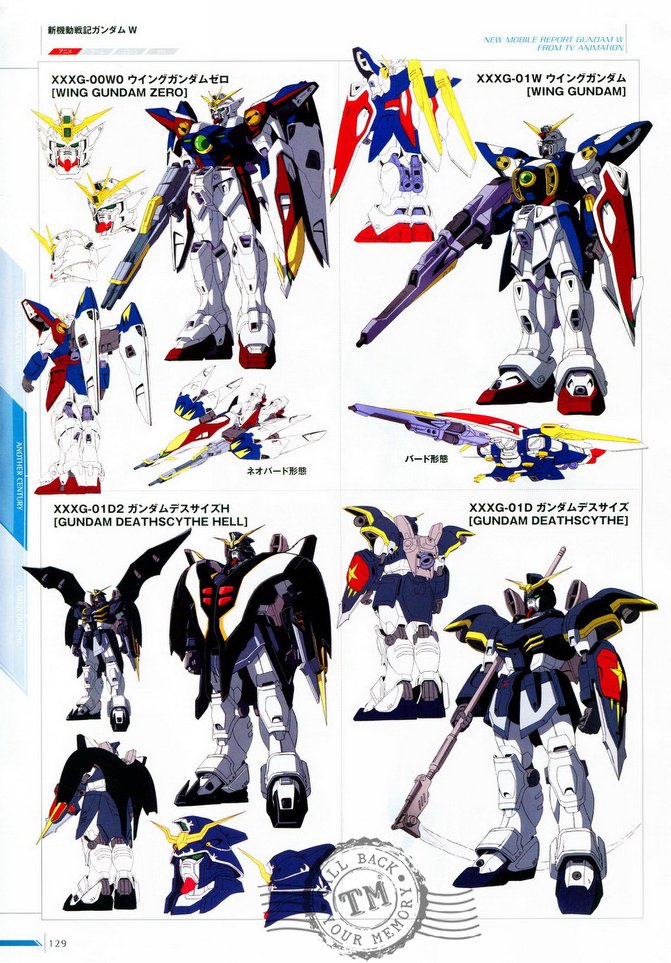 新機動戦記ガンダム W
アニメ
NEW MOBILE REPORT GUNDAM W
FROM TV ANIMATION
XXXG-00W0 ウイングガンダムゼロ
[WING GUNDAM ZERO]
XXXG-01W ウイングガンダム
[WING GUNDAM]
ネオバード形態
バード形態
ANOTHER CENTURY
XXXG-01D2 ガンダムデスサイズH
[GUNDAM DEATHSCYTHE HELL]
XXXG-01D ガンダムデスサイズ
[GUNDAM DEATHSCYTHE]
ALL BACK
TM
YOUR MEMORY
129